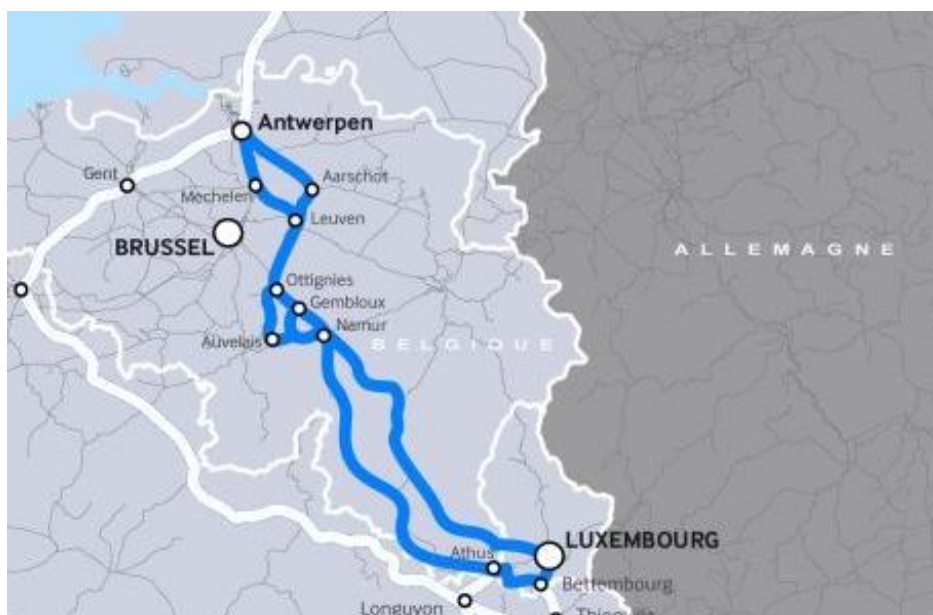 Antwerpen
Gent
Mechelen
Aarschot
Leuven
BRUSSEL
ALLEMAGNE
Ottignies
Gembloux
Auvelais
Namur
BELGIQUE
LUXEMBOURG
Athus
Bettembourg
Longuyon